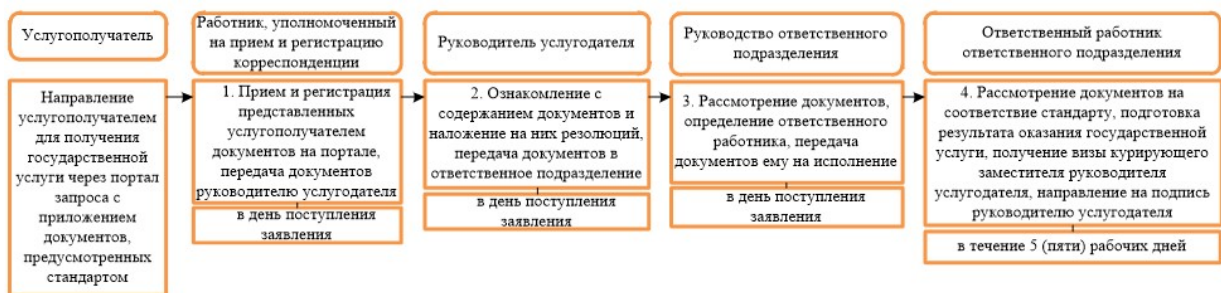 Услугополучатель
Работник, уполномоченный
на прием и регистрацию
корреспонденции
Руководитель услугодателя
Руководство ответственного
подразделения
Ответственный работник
ответственного подразделения
Направление
услугополучателем
для получения
государственной
услуги через портал
запроса с
приложением
документов,
предусмотренных
стандартом
1. Прием и регистрация
представленных
услугополучателем
документов на портале,
передача документов
руководителю услугодателя
в день поступления
заявления
2. Ознакомление с
содержанием документов и
наложение на них резолюций,
передача документов в
ответственное подразделение
в день поступления
заявления
3. Рассмотрение документов,
определение ответственного
работника, передача
документов ему на исполнение
в день поступления
заявления
4. Рассмотрение документов на
соответствие стандарту, подготовка
результата оказания государственной
услуги, получение визы курирующего
заместителя руководителя
услугодателя, направление на подпись
руководителю услугодателя
в течение 5 (пяти) рабочих дней